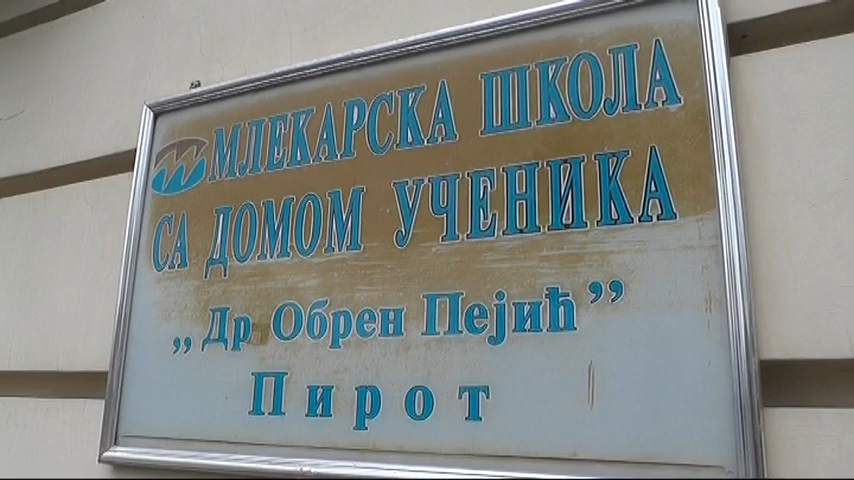 МЛЕКАРСКА ШКОЛА
СА ДОМОМ УЧЕНИКА
„Др Обрен Пејић”
Пирот